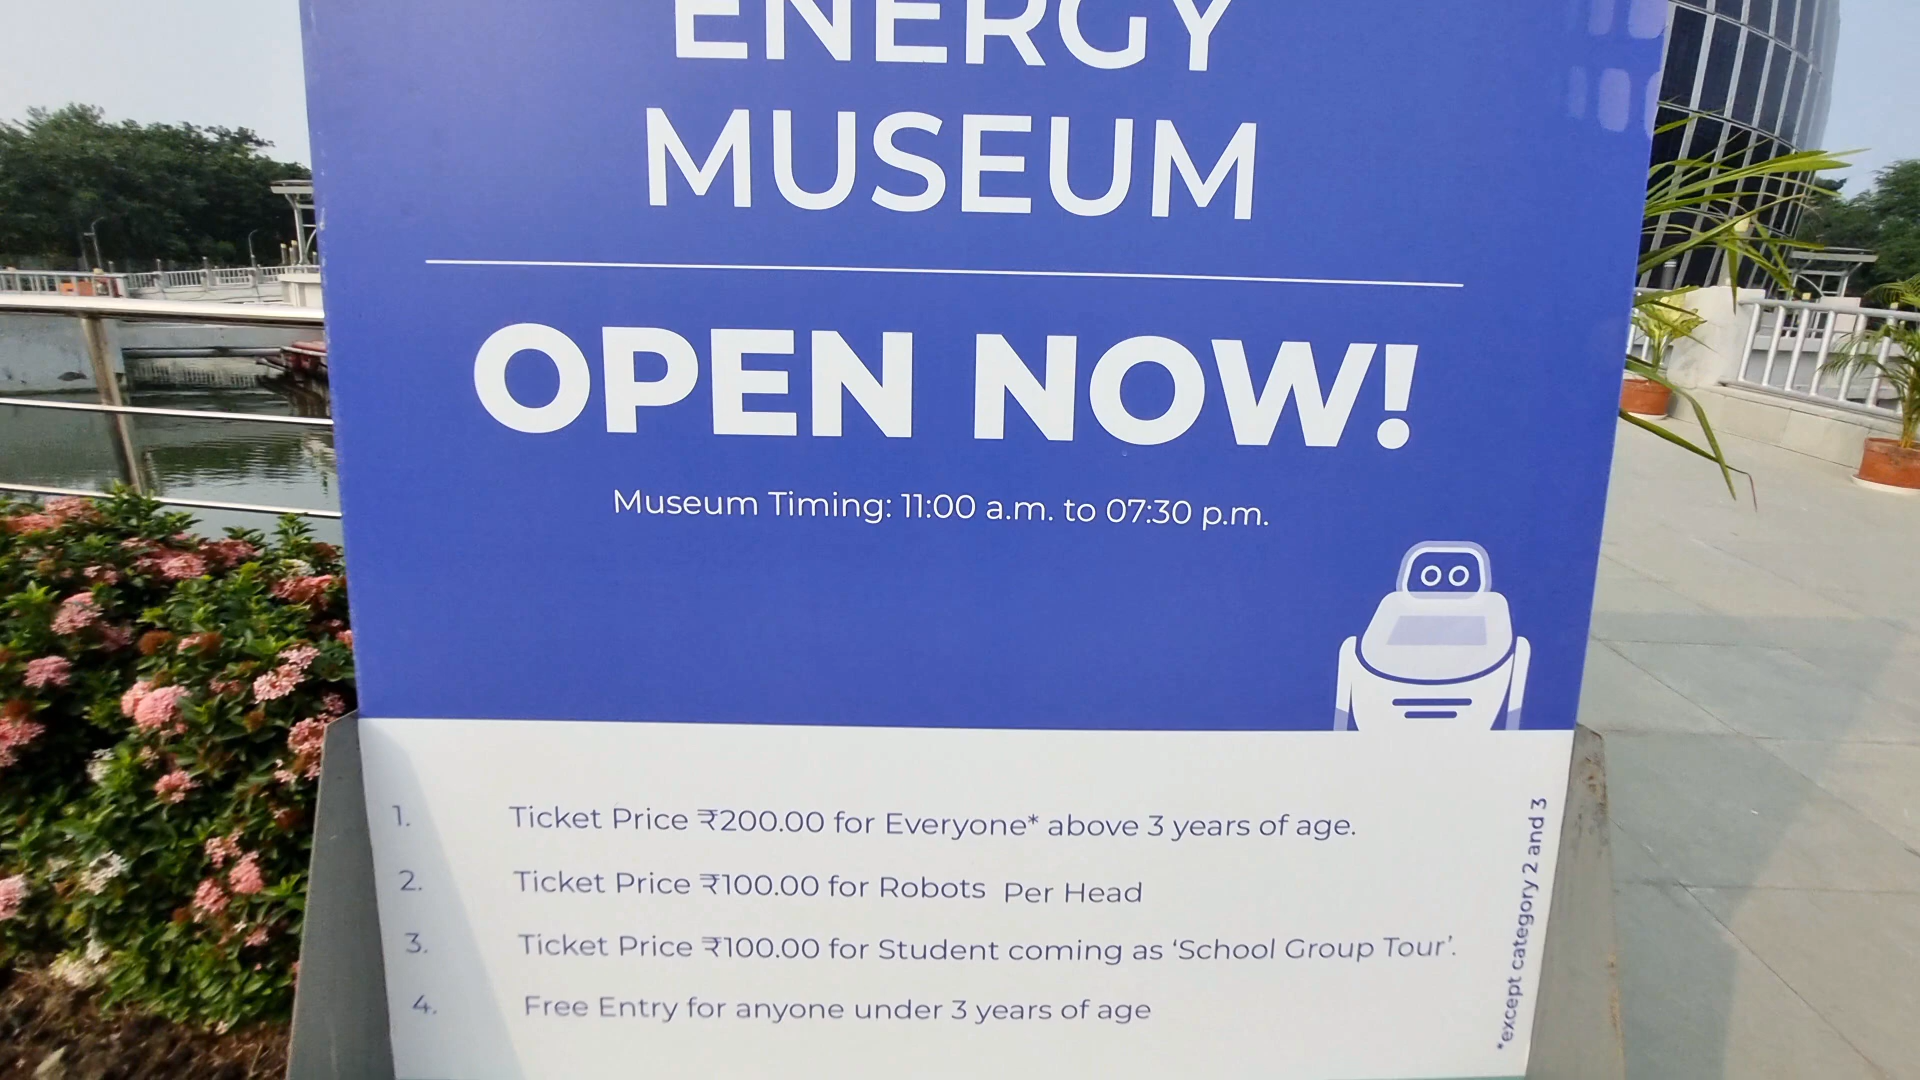 ENERGY
MUSEUM
OPEN NOW!
Museum Timing: 11:00 a.m. to 07:30 p.m.
1. Ticket Price ₹200.00 for Everyone* above 3 years of age.
2. Ticket Price ₹100.00 for Robots Per Head
3. Ticket Price ₹100.00 for Student coming as ‘School Group Tour’.
4. Free Entry for anyone under 3 years of age
*except category 2 and 3